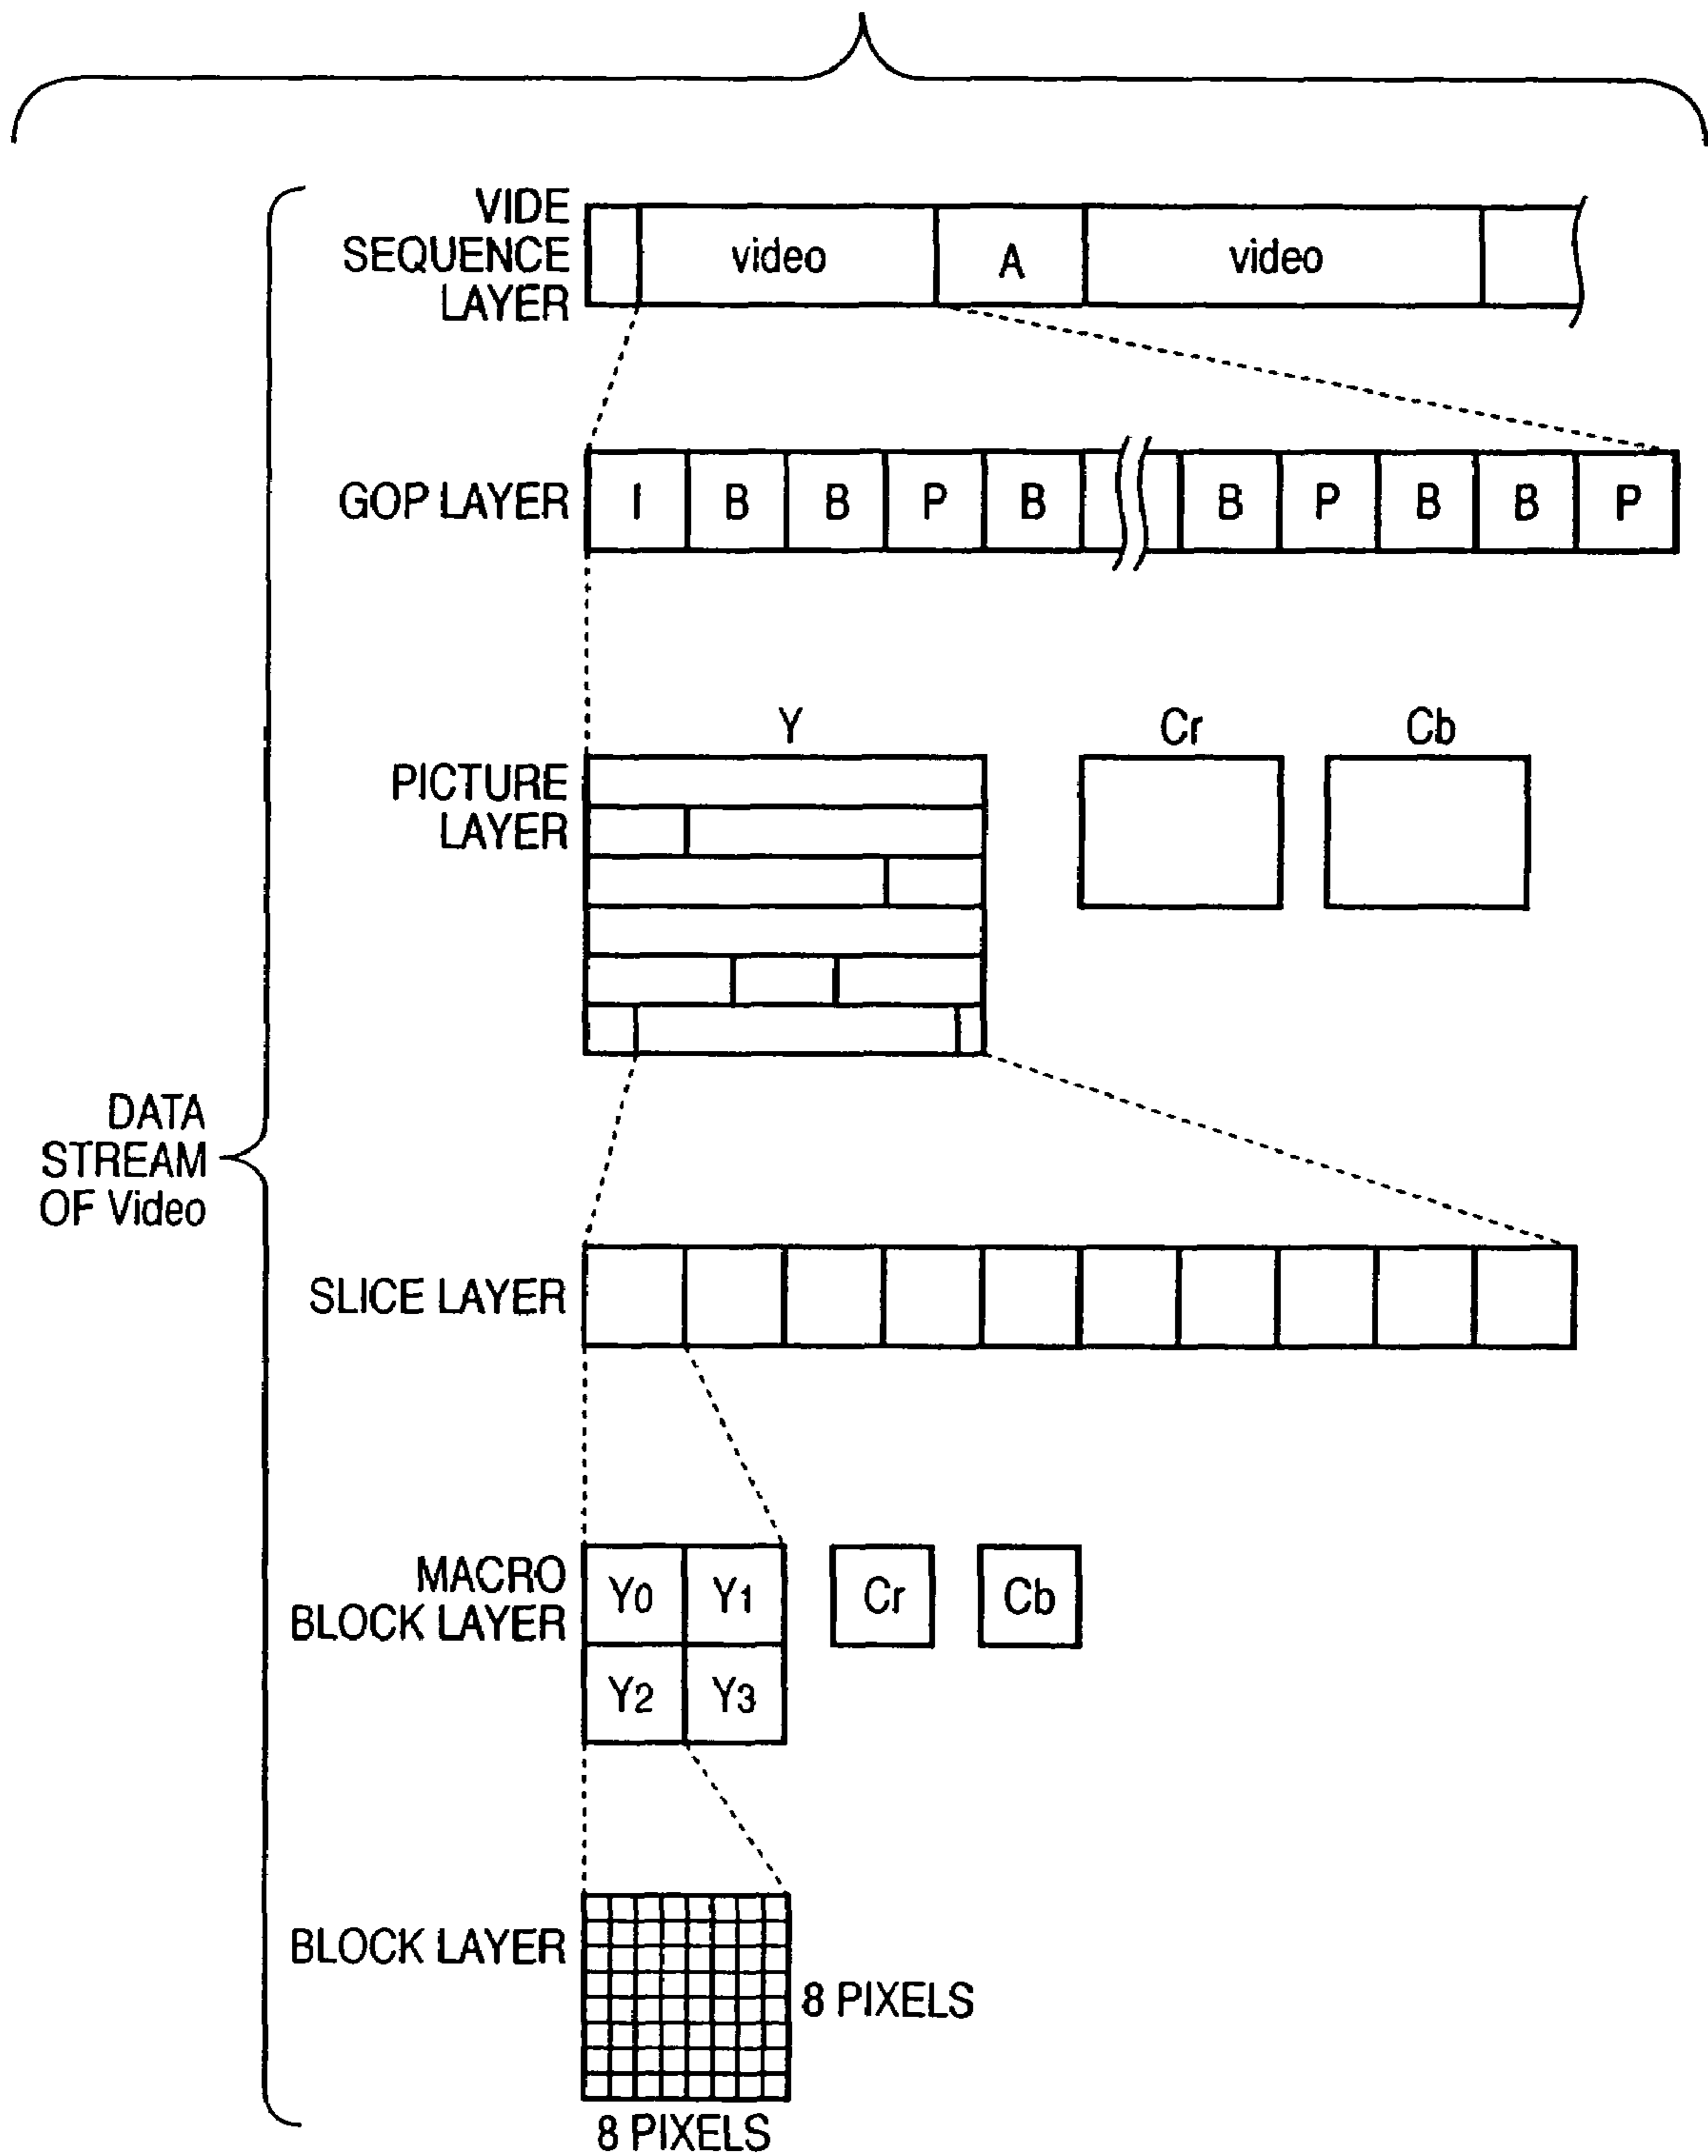 VIDE
SEQUENCE
LAYER
video A video
GOP LAYER
I B B P B B P B B P
Y Cr Cb
PICTURE
LAYER
DATA
STREAM
OF Video
SLICE LAYER
MACRO
BLOCK LAYER
Y0 Y1 Cr Cb
Y2 Y3
BLOCK LAYER
8 PIXELS
8 PIXELS